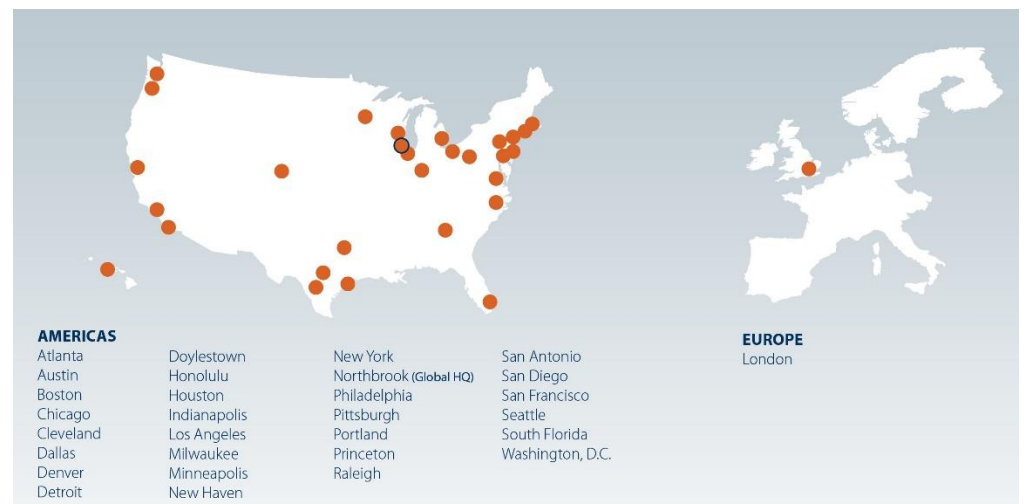 AMERICAS
Atlanta
Austin
Boston
Chicago
Cleveland
Dallas
Denver
Detroit
Doylestown
Honolulu
Houston
Indianapolis
Los Angeles
Milwaukee
Minneapolis
New Haven
New York
Northbrook (Global HQ)
Philadelphia
Pittsburgh
Portland
Princeton
Raleigh
San Antonio
San Diego
San Francisco
Seattle
South Florida
Washington, D.C.
EUROPE
London